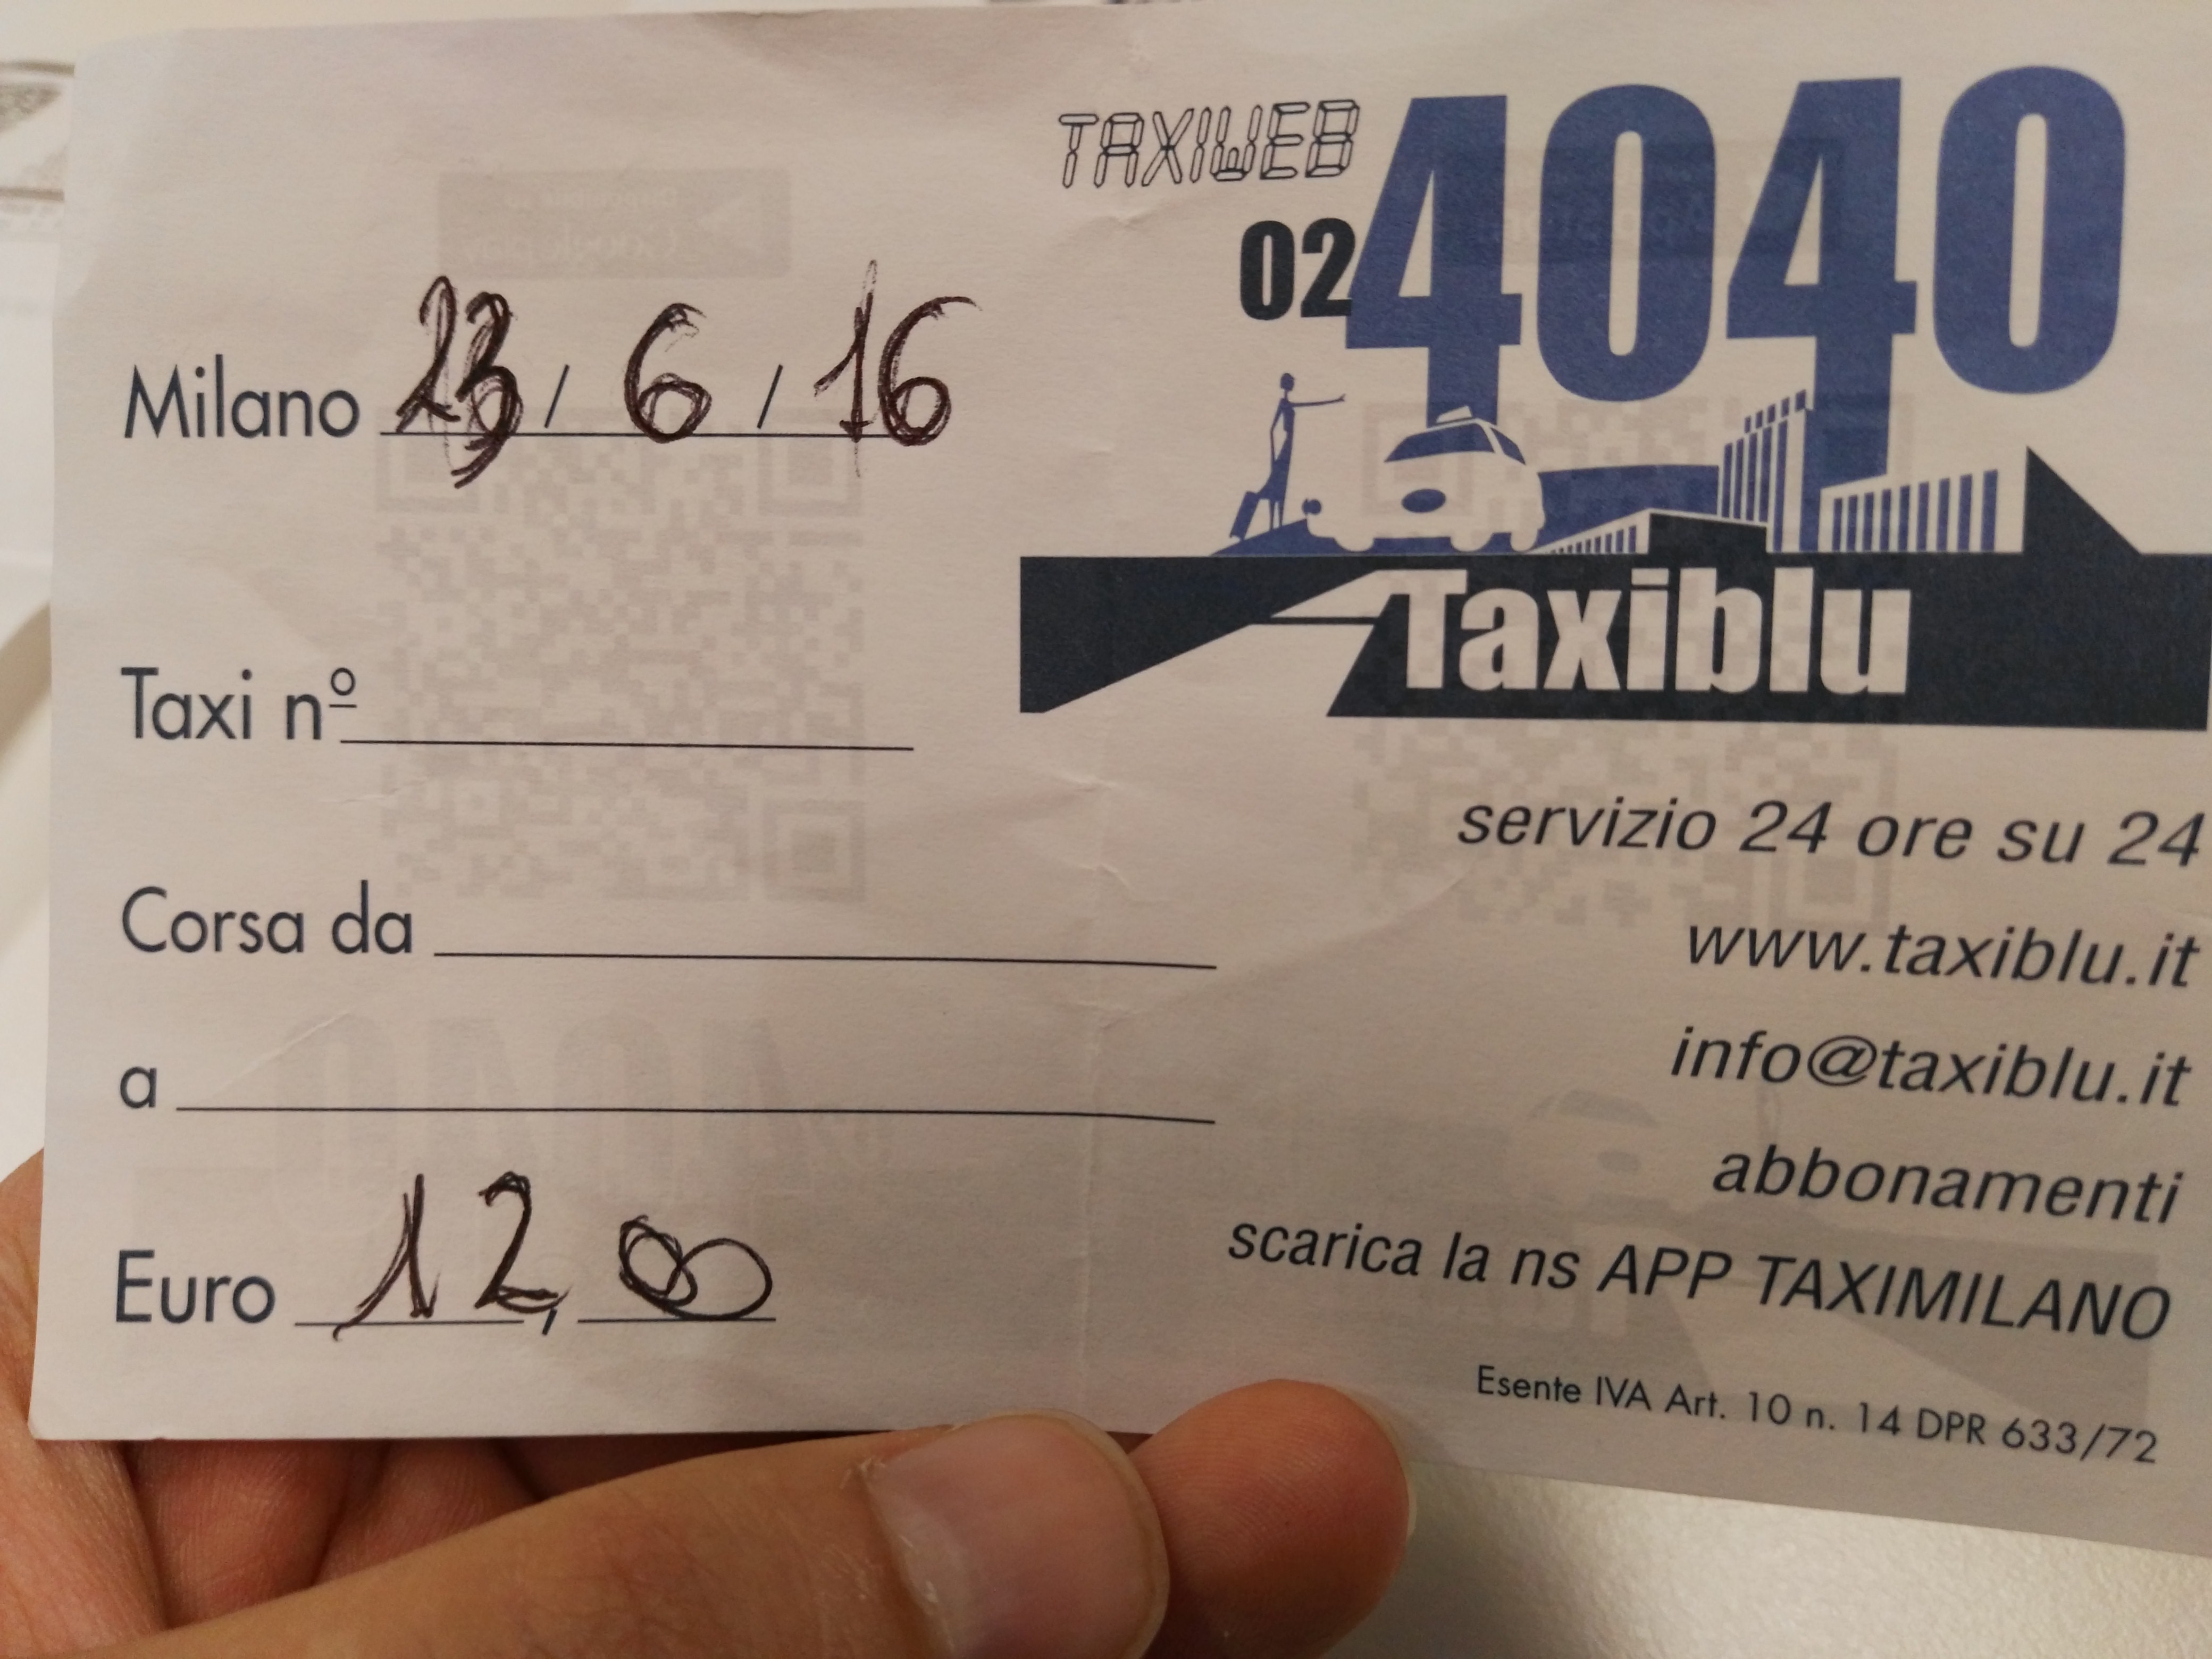 TAXIWEB
02 4040
Taxiblu
Milano 23 / 6 / 16
Taxi nº
Corsa da
a
Euro 12,00
servizio 24 ore su 24
www.taxiblu.it
info@taxiblu.it
abbonamenti
scarica la ns APP TAXIMILANO
Esente IVA Art. 10 n. 14 DPR 633/72